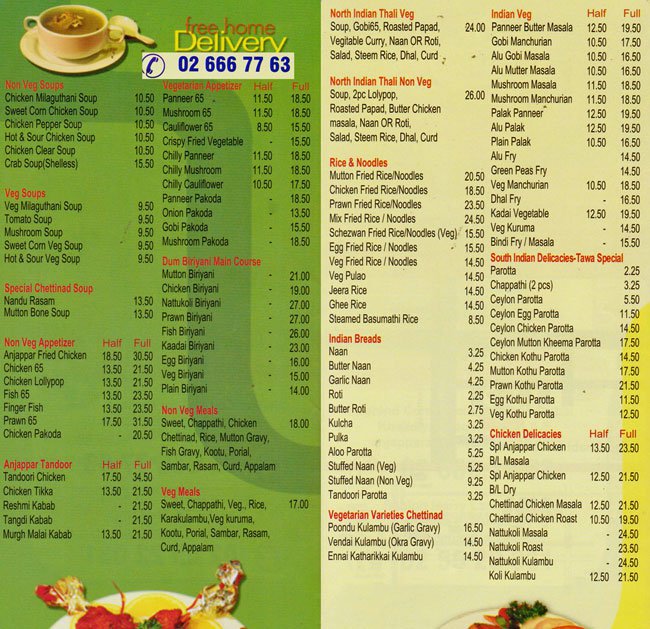 free home
Delivery
02 666 77 63
Non Veg Soups
Chicken Milaguthani Soup 10.50
Sweet Corn Chicken Soup 10.50
Chicken Pepper Soup 10.50
Hot & Sour Chicken Soup 10.50
Chicken Clear Soup 10.50
Crab Soup(Shelless) 15.50
Veg Soups
Veg Milaguthani Soup 9.50
Tomato Soup 9.50
Mushroom Soup 9.50
Sweet Corn Veg Soup 9.50
Hot & Sour Veg Soup 9.50
Special Chettinad Soup
Nandu Rasam 13.50
Mutton Bone Soup 13.50
Non Veg Appetizer Half Full
Anjappar Fried Chicken 18.50 30.50
Chicken 65 13.50 21.50
Chicken Lollypop 13.50 21.50
Fish 65 13.50 23.50
Finger Fish 13.50 23.50
Prawn 65 17.50 31.50
Chicken Pakoda - 20.50
Anjappar Tandoor Half Full
Tandoori Chicken 17.50 34.50
Chicken Tikka 13.50 21.50
Reshmi Kabab - 21.50
Tangdi Kabab - 21.50
Murgh Malai Kabab 13.50 21.50
Vegetarian Appetizer Half Full
Panneer 65 11.50 18.50
Mushroom 65 11.50 18.50
Cauliflower 65 8.50 15.50
Crispy Fried Vegetable - 15.50
Chilly Panneer 11.50 18.50
Chilly Mushroom 11.50 18.50
Chilly Cauliflower 10.50 17.50
Panneer Pakoda - 18.50
Onion Pakoda - 13.50
Gobi Pakoda - 15.50
Mushroom Pakoda - 18.50
Dum Biriyani Main Course
Mutton Biriyani - 21.00
Chicken Biriyani - 19.00
Nattukoli Biriyani - 27.00
Prawn Biriyani - 27.00
Fish Biriyani - 26.00
Kaadai Biriyani - 23.00
Egg Biriyani - 16.00
Veg Biriyani - 15.00
Plain Biriyani - 14.00
Non Veg Meals
Sweet, Chappathi, Chicken 18.00
Chettinad, Rice, Mutton Gravy,
Fish Gravy, Kootu, Porial,
Sambar, Rasam, Curd, Appalam
Veg Meals
Sweet, Chappathi, Veg., Rice, 17.00
Karakulambu,Veg kuruma,
Kootu, Porial, Sambar, Rasam,
Curd, Appalam
North Indian Thali Veg
Soup, Gobi65, Roasted Papad, 24.00
Vegitable Curry, Naan OR Roti,
Salad, Steem Rice, Dhal, Curd
North Indian Thali Non Veg
Soup, 2pc Lolypop, 26.00
Roasted Papad, Butter Chicken
masala, Naan OR Roti,
Salad, Steem Rice, Dhal, Curd
Rice & Noodles
Mutton Fried Rice/Noodles 20.50
Chicken Fried Rice/Noodles 18.50
Prawn Fried Rice/Noodles 23.50
Mix Fried Rice / Noodles 24.50
Schezwan Fried Rice/Noodles (Veg) 15.50
Egg Fried Rice / Noodles - 15.50
Veg Fried Rice / Noodles - 15.50
Veg Pulao - 14.50
Jeera Rice - 14.50
Ghee Rice - 14.50
Steamed Basumathi Rice - 8.50
Indian Breads
Naan 3.25
Butter Naan 4.25
Garlic Naan 4.25
Roti 2.25
Butter Roti 2.75
Kulcha 3.25
Pulka 3.25
Aloo Parotta 5.25
Stuffed Naan (Veg) 5.25
Stuffed Naan (Non Veg) 9.25
Tandoori Parotta 3.25
Vegetarian Varieties Chettinad
Poondu Kulambu (Garlic Gravy) 16.50
Vendai Kulambu (Okra Gravy) 14.50
Ennai Katharikkai Kulambu 14.50
Indian Veg Half Full
Panneer Butter Masala 12.50 19.50
Gobi Manchurian 10.50 17.50
Alu Gobi Masala 10.50 16.50
Alu Mutter Masala 10.50 16.50
Mushroom Masala 11.50 18.50
Mushroom Manchurian 11.50 18.50
Palak Panneer 12.50 19.50
Alu Palak 12.50 19.50
Plain Palak 10.50 16.50
Alu Fry 14.50
Green Peas Fry 14.50
Veg Manchurian 10.50 18.50
Dhal Fry - 16.50
Kadai Vegetable 12.50 19.50
Veg Kuruma - 14.50
Bindi Fry / Masala - 15.50
South Indian Delicacies-Tawa Special
Parotta 2.25
Chappathi (2 pcs) 3.25
Ceylon Parotta 5.50
Ceylon Egg Parotta 11.50
Ceylon Chicken Parotta 14.50
Ceylon Mutton Kheema Parotta 17.50
Chicken Kothu Parotta 14.50
Mutton Kothu Parotta 17.50
Prawn Kothu Parotta 21.50
Egg Kothu Parotta 11.50
Veg Kothu Parotta 12.50
Chicken Delicacies Half Full
Spl Anjappar Chicken 13.50 23.50
B/L Masala
Spl Anjappar Chicken 12.50 21.50
B/L Dry
Chettinad Chicken Masala 12.50 21.50
Chettinad Chicken Roast 10.50 19.50
Nattukoli Masala - 24.50
Nattukoli Roast - 23.50
Nattukoli Kulambu - 24.50
Koli Kulambu 12.50 21.50